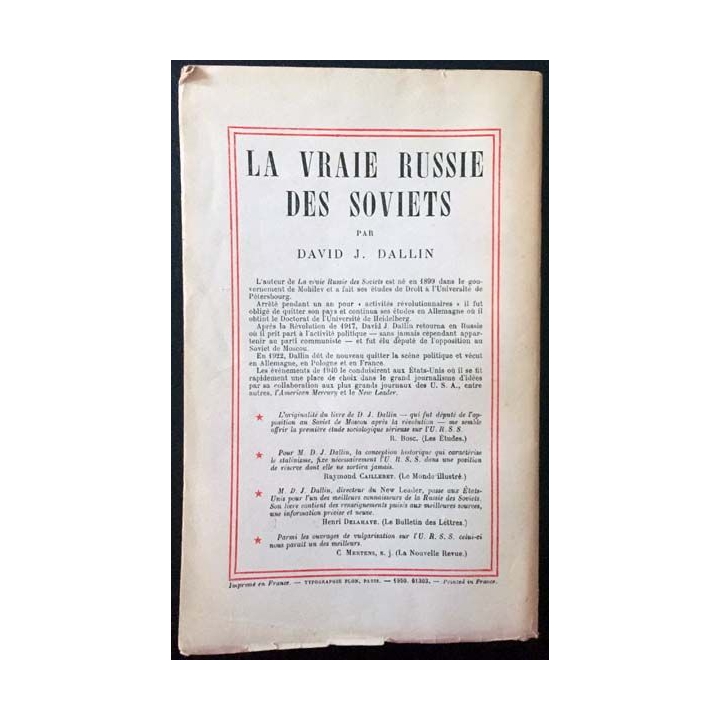 LA VRAIE RUSSIE
DES SOVIETS
PAR
DAVID J. DALLIN
L'auteur de La vraie Russie des Soviets est né en 1899 dans le gou-
vernement de Mohilev et a fait ses études de Droit à l'Université de
Pétersbourg.
Arrêté pendant un an pour « activités révolutionnaires » il fut
obligé de quitter son pays et continua ses études en Allemagne où il
obtint le Doctorat de l'Université de Heidelberg.
Après la Révolution de 1917, David J. Dallin retourna en Russie
où il prit part à l'activité politique — sans jamais cependant appar-
tenir au parti communiste — et fut élu député de l'opposition au
Soviet de Moscou.
En 1922, Dallin dût de nouveau quitter la scène politique et vécut
en Allemagne, en Pologne et en France.
Les événements de 1940 le conduisirent aux États-Unis où il se fit
rapidement une place de choix dans le grand journalisme d'idées
par sa collaboration aux plus grands journaux des U. S. A., entre
autres, l'American Mercury et le New Leader.
★ L'originalité du livre de D. J. Dallin — qui fut député de l'op-
position au Soviet de Moscou après la révolution — me semble
offrir la première étude sociologique sérieuse sur l'U. R. S. S.
R. Bosc. (Les Études.)
★ Pour M. D. J. Dallin, la conception historique qui caractérise
le stalinisme, fixe nécessairement l'U. R. S. S. dans une position
de réserve dont elle ne sortira jamais.
Raymond CAILLERET. (Le Monde illustré.)
★ M. D. J. Dallin, directeur du New Leader, passe aux États-
Unis pour l'un des meilleurs connaisseurs de la Russie des Soviets.
Son livre contient des renseignements puisés aux meilleures sources,
une information précise et neuve.
Henri DELAHAYE. (Le Bulletin des Lettres.)
★ Parmi les ouvrages de vulgarisation sur l'U. R. S. S. celui-ci
nous paraît un des meilleurs.
C MERTENS, s. j. (La Nouvelle Revue.)
Imprimé en France. — TYPOGRAPHIE PLON, PARIS. — 1950. 61303. — Printed in France.